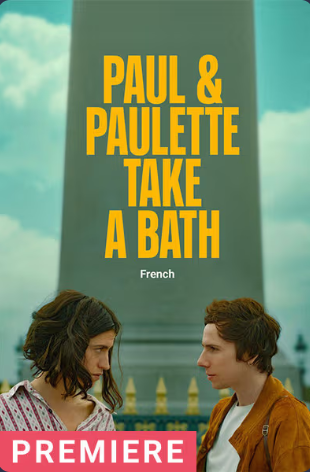 PAUL &
PAULETTE
TAKE
A BATH
French
PREMIERE